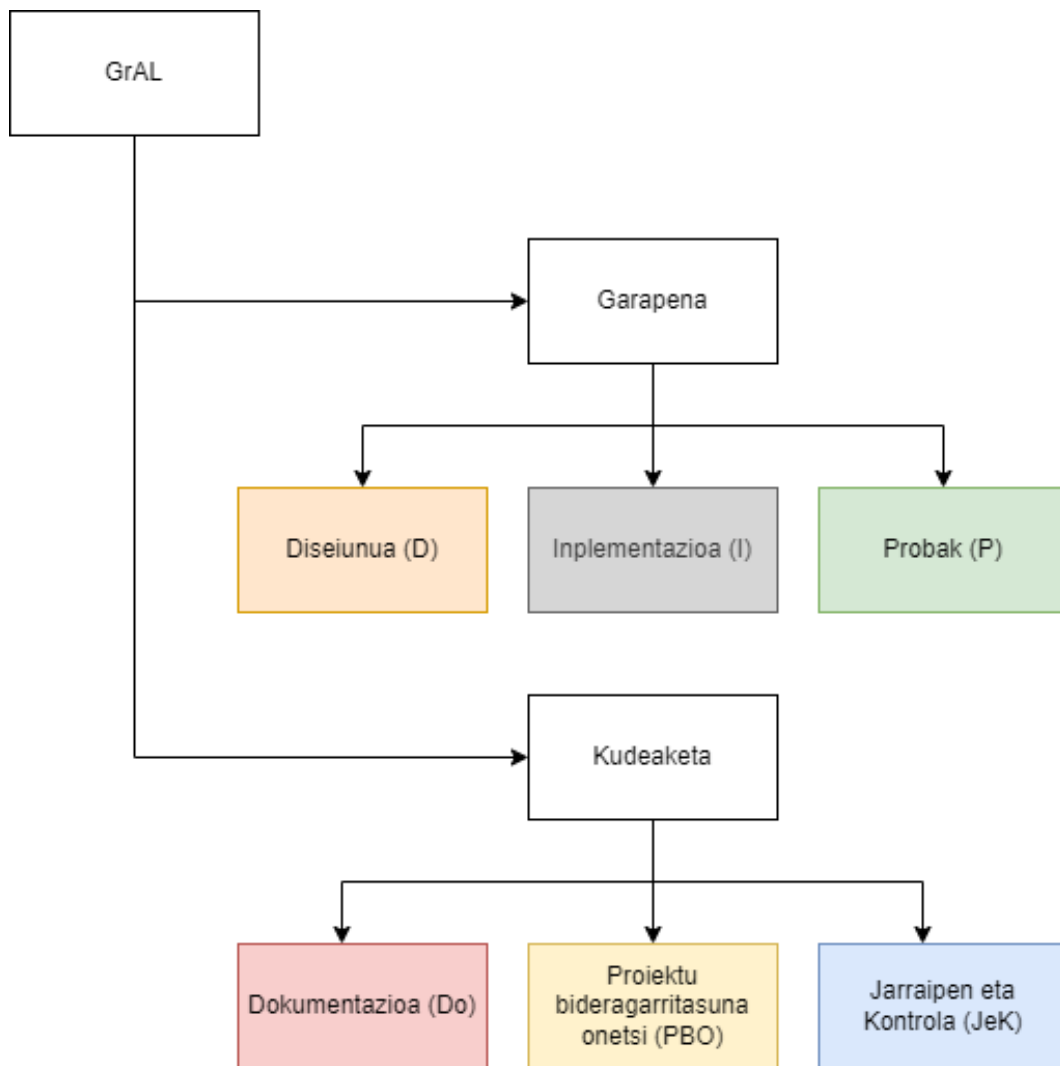 GrAL
Garapena
Diseiunua (D)
Inplementazioa (I)
Probak (P)
Kudeaketa
Dokumentazioa (Do)
Proiektu
bideragarritasuna
onetsi (PBO)
Jarraipen eta
Kontrola (JeK)